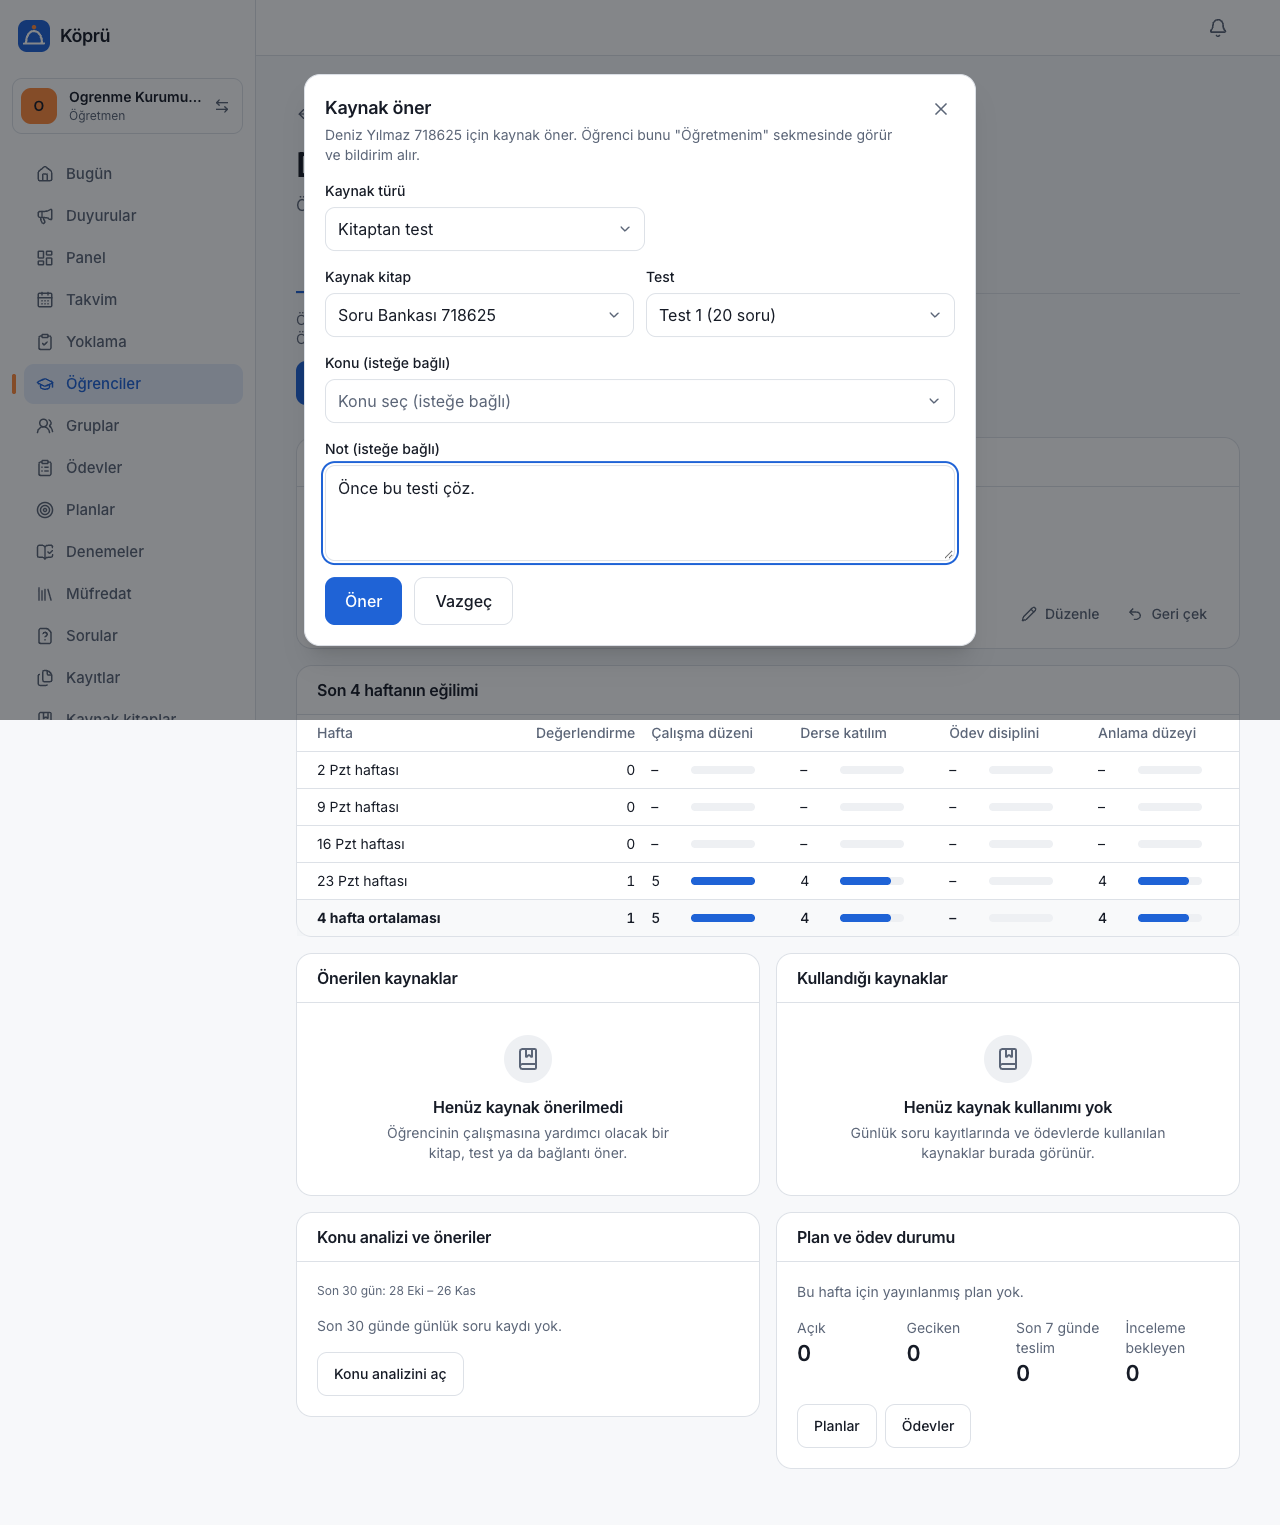 Köprü
Ogrenme Kurumu...
Öğretmen
Bugün
Duyurular
Panel
Takvim
Yoklama
Öğrenciler
Gruplar
Ödevler
Planlar
Denemeler
Müfredat
Sorular
Kayıtlar
Kaynak kitaplar
Kaynak öner
Deniz Yılmaz 718625 için kaynak öner. Öğrenci bunu "Öğretmenim" sekmesinde görür
ve bildirim alır.
Kaynak türü
Kitaptan test
Kaynak kitap Test
Soru Bankası 718625 Test 1 (20 soru)
Konu (isteğe bağlı)
Konu seç (isteğe bağlı)
Not (isteğe bağlı)
Önce bu testi çöz.
Öner Vazgeç
Düzenle Geri çek
Son 4 haftanın eğilimi
Hafta Değerlendirme Çalışma düzeni Derse katılım Ödev disiplini Anlama düzeyi
2 Pzt haftası 0 – – – –
9 Pzt haftası 0 – – – –
16 Pzt haftası 0 – – – –
23 Pzt haftası 1 5 4 – 4
4 hafta ortalaması 1 5 4 – 4
Önerilen kaynaklar
Henüz kaynak önerilmedi
Öğrencinin çalışmasına yardımcı olacak bir
kitap, test ya da bağlantı öner.
Kullandığı kaynaklar
Henüz kaynak kullanımı yok
Günlük soru kayıtlarında ve ödevlerde kullanılan
kaynaklar burada görünür.
Konu analizi ve öneriler
Son 30 gün: 28 Eki – 26 Kas
Son 30 günde günlük soru kaydı yok.
Konu analizini aç
Plan ve ödev durumu
Bu hafta için yayınlanmış plan yok.
Açık
0
Geciken
0
Son 7 günde
teslim
0
İnceleme
bekleyen
0
Planlar Ödevler